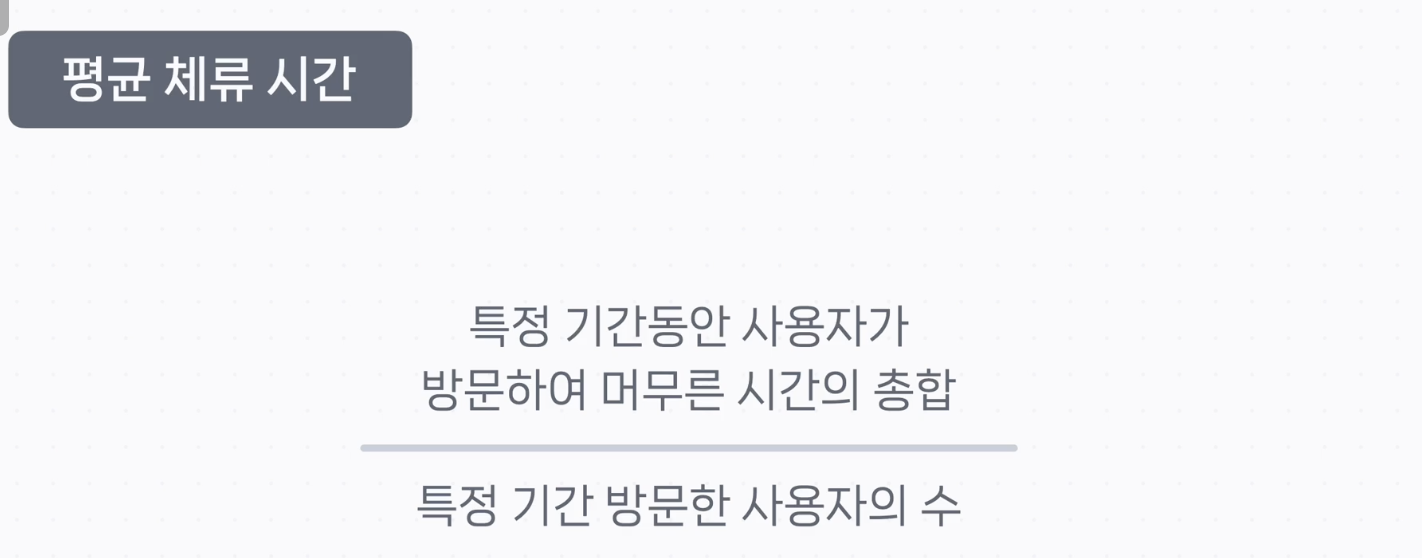 평균 체류 시간
특정 기간동안 사용자가
방문하여 머무른 시간의 총합
특정 기간 방문한 사용자의 수